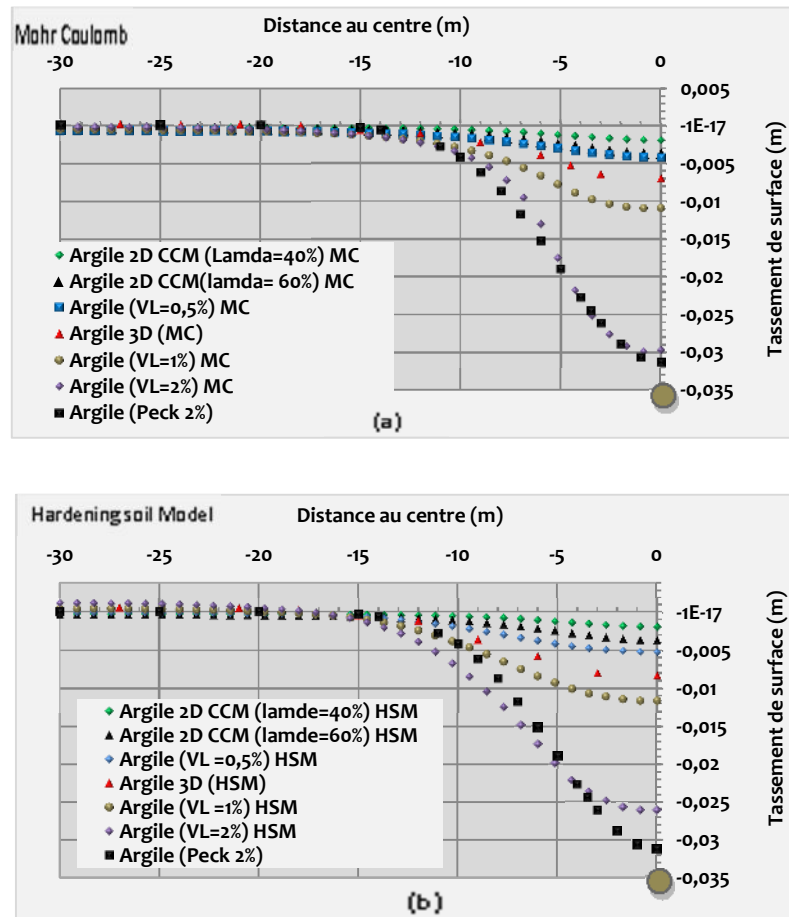 Mohr Coulomb
Distance au centre (m)
-30 -25 -20 -15 -10 -5 0
0,005
-1E-17
-0,005
-0,01
-0,015
-0,02
-0,025
-0,03
-0,035
Tassement de surface (m)
Argile 2D CCM (Lamda=40%) MC
Argile 2D CCM(lamda= 60%) MC
Argile (VL=0,5%) MC
Argile 3D (MC)
Argile (VL=1%) MC
Argile (VL=2%) MC
Argile (Peck 2%)
(a)
Hardeningsoil Model
Distance au centre (m)
-30 -25 -20 -15 -10 -5 0
-1E-17
-0,005
-0,01
-0,015
-0,02
-0,025
-0,03
-0,035
Tassement de surface (m)
Argile 2D CCM (lamde=40%) HSM
Argile 2D CCM (lamde=60%) HSM
Argile (VL =0,5%) HSM
Argile 3D (HSM)
Argile (VL =1%) HSM
Argile (VL=2%) HSM
Argile (Peck 2%)
(b)